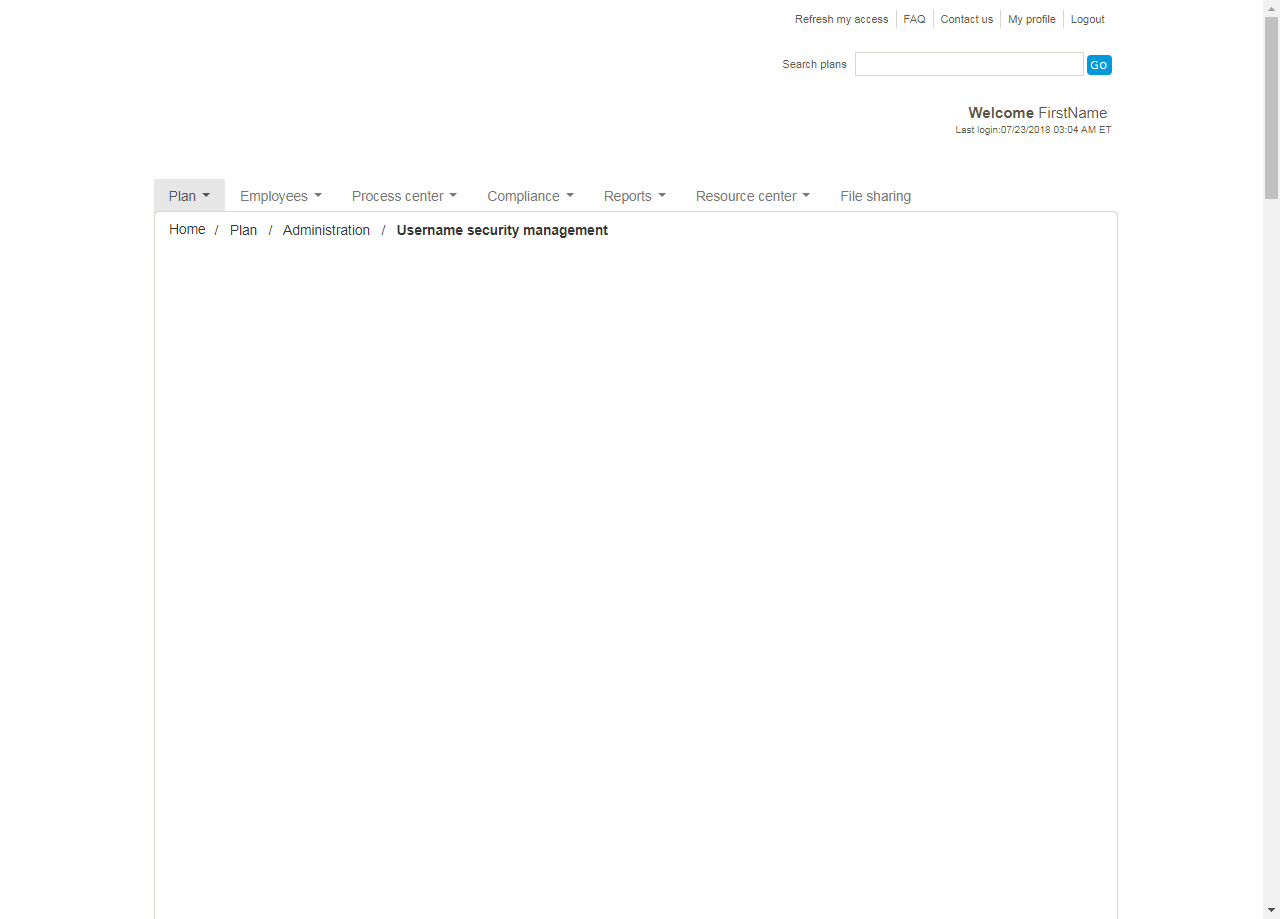 Refresh my access FAQ Contact us My profile Logout
Search plans Go
Welcome FirstName
Last login:07/23/2018 03:04 AM ET
Plan Employees Process center Compliance Reports Resource center File sharing
Home / Plan / Administration / Username security management